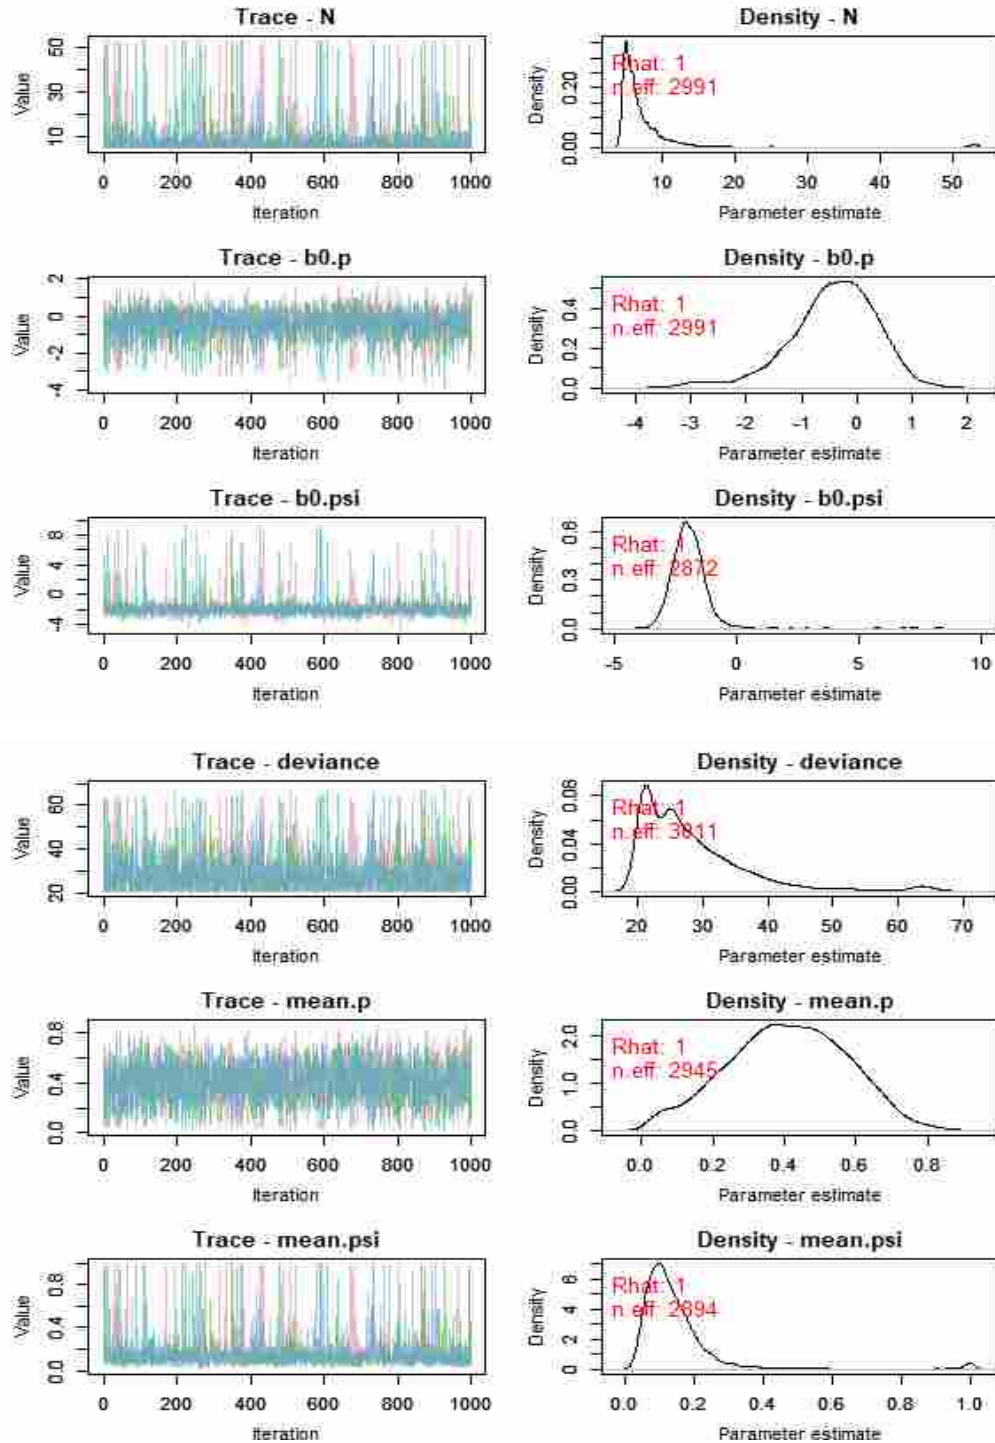 Trace - N
Value
10 30 50
0 200 400 600 800 1000
Iteration
Density - N
Density
0.00 0.20
Rhat: 1
n.eff: 2991
10 20 30 40 50
Parameter estimate
Trace - b0.p
Value
-4 -2 0 2
0 200 400 600 800 1000
Iteration
Density - b0.p
Density
0.0 0.2 0.4
Rhat: 1
n.eff: 2991
-4 -3 -2 -1 0 1 2
Parameter estimate
Trace - b0.psi
Value
-4 0 4 8
0 200 400 600 800 1000
Iteration
Density - b0.psi
Density
0.0 0.3 0.6
Rhat: 1
n.eff: 2872
-5 0 5 10
Parameter estimate
Trace - deviance
Value
20 40 60
0 200 400 600 800 1000
Iteration
Density - deviance
Density
0.00 0.04 0.08
Rhat: 1
n.eff: 3811
20 30 40 50 60 70
Parameter estimate
Trace - mean.p
Value
0.0 0.4 0.8
0 200 400 600 800 1000
Iteration
Density - mean.p
Density
0.0 1.0 2.0
Rhat: 1
n.eff: 2945
0.0 0.2 0.4 0.6 0.8
Parameter estimate
Trace - mean.psi
Value
0.0 0.4 0.8
0 200 400 600 800 1000
Iteration
Density - mean.psi
Density
0 2 4 6
Rhat: 1
n.eff: 2894
0.0 0.2 0.4 0.6 0.8 1.0
Parameter estimate